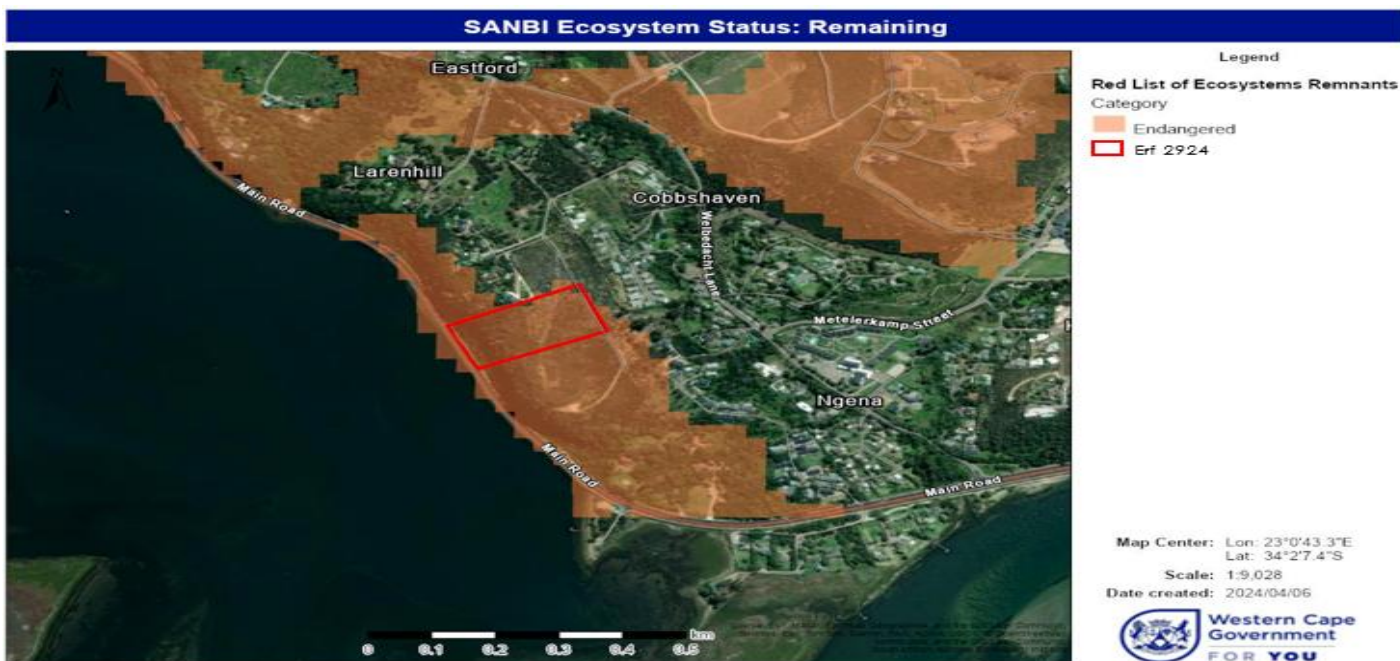 SANBI Ecosystem Status: Remaining
Legend
Red List of Ecosystems Remnants
Category
Endangered
Erf 2924
N
Eastford
Larenhill
Cobbshaven
Main Road
Welbedacht Lane
Metelerkamp Street
Ngena
Main Road
Main Road
Map Center: Lon: 23°0'43.3"E
Lat: 34°2'7.4"S
Scale: 1:9,028
Date created: 2024/04/06
km
0 0.1 0.2 0.3 0.4 0.5
Western Cape
Government
FOR YOU